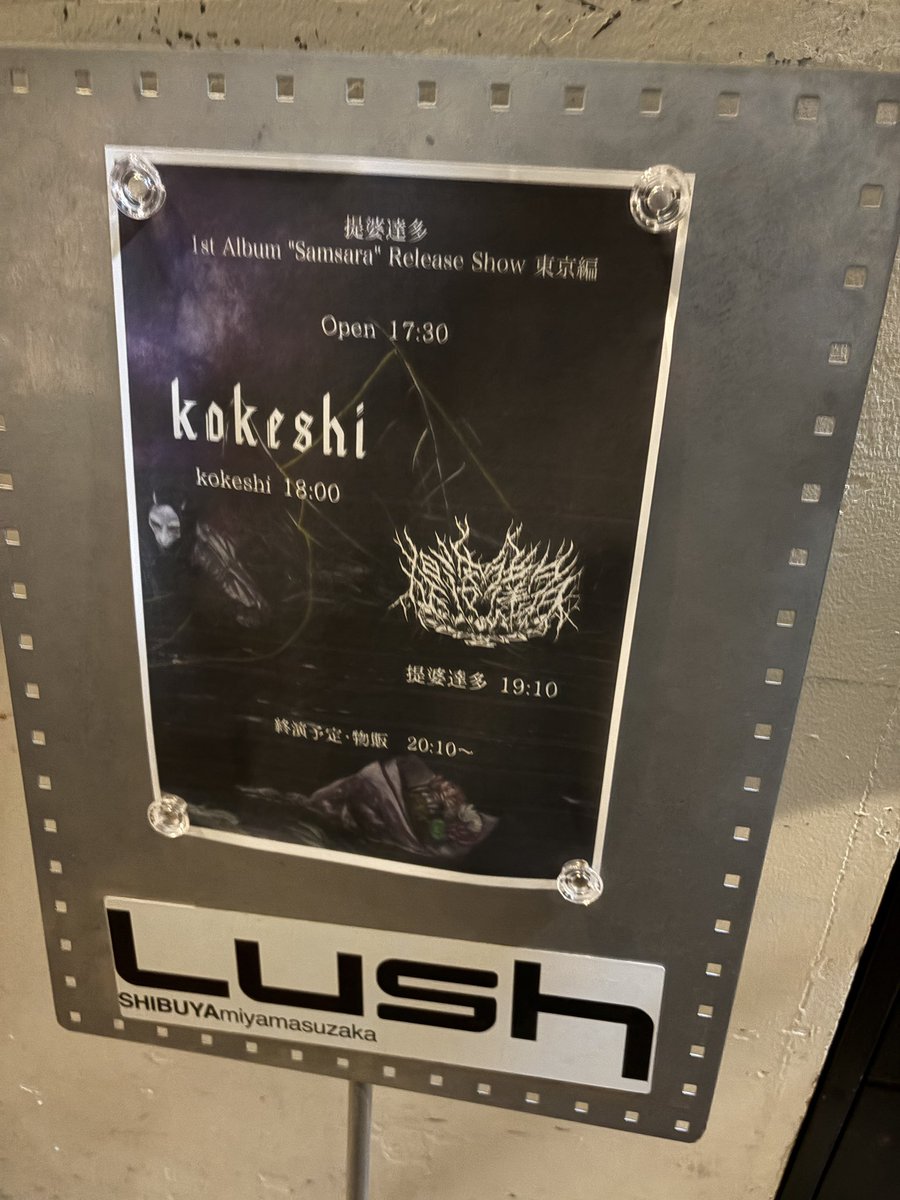 提婆達多
1st Album "Samsara" Release Show 東京編
Open 17:30
kokeshi
kokeshi 18:00
提婆達多 19:10
終演予定・物販 20:10～
Lush
SHIBUYAmiyamasuzaka